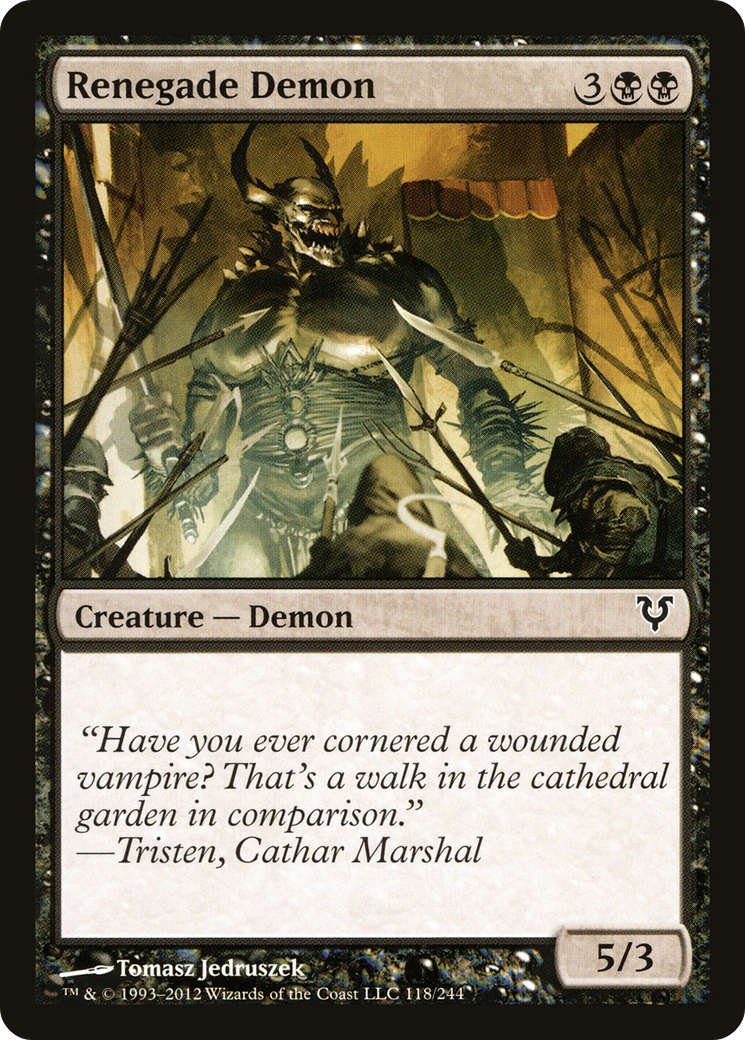 Renegade Demon 3
Creature — Demon
“Have you ever cornered a wounded
vampire? That’s a walk in the cathedral
garden in comparison.”
—Tristen, Cathar Marshal
5/3
Tomasz Jedruszek
™ & © 1993–2012 Wizards of the Coast LLC 118/244